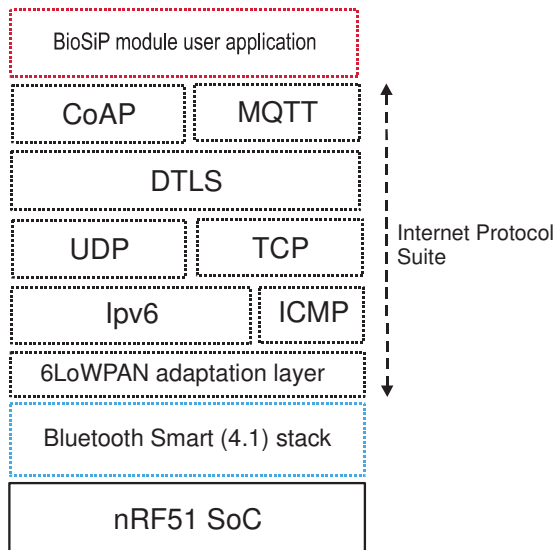 BioSiP module user application
CoAP
MQTT
DTLS
UDP
TCP
Internet Protocol
Suite
Ipv6
ICMP
6LoWPAN adaptation layer
Bluetooth Smart (4.1) stack
nRF51 SoC